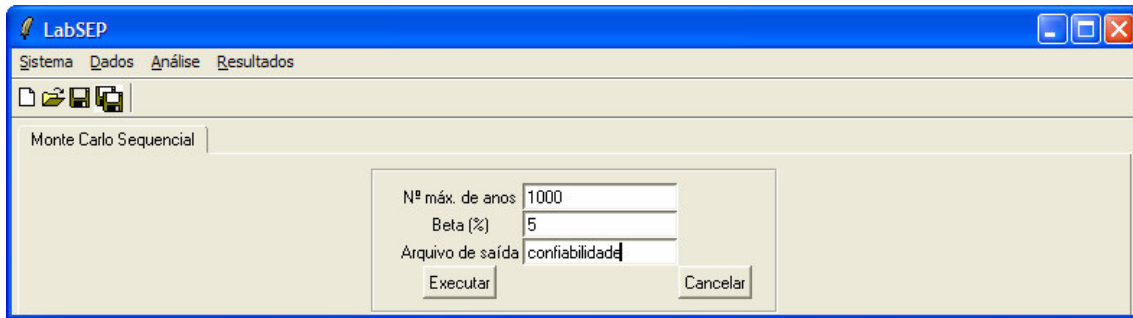 LabSEP
Sistema Dados Análise Resultados
Monte Carlo Sequencial
Nº máx. de anos 1000
Beta (%) 5
Arquivo de saída confiabilidade
Executar Cancelar